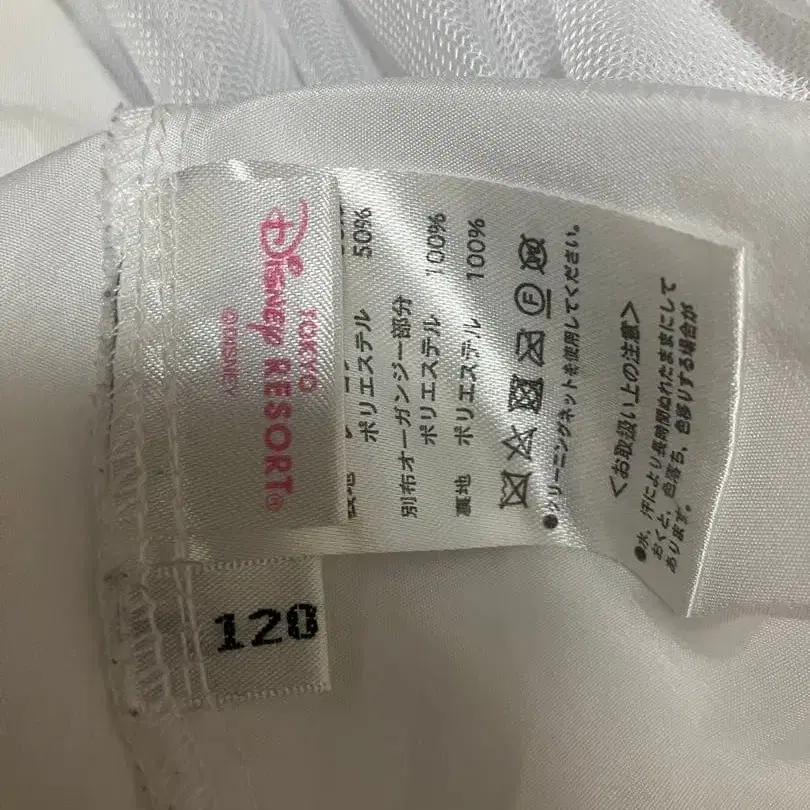 TOKYO
DISNEY RESORT®
©DISNEY
50%
ポリエステル
別布オーガンジー部分
ポリエステル 100%
裏地 ポリエステル 100%
●クリーニングネットを使用してください。
<お取扱い上の注意>
●水、汗により長時間ぬれたままにして
おくと、色落ち、色移りする場合が
あります。
120